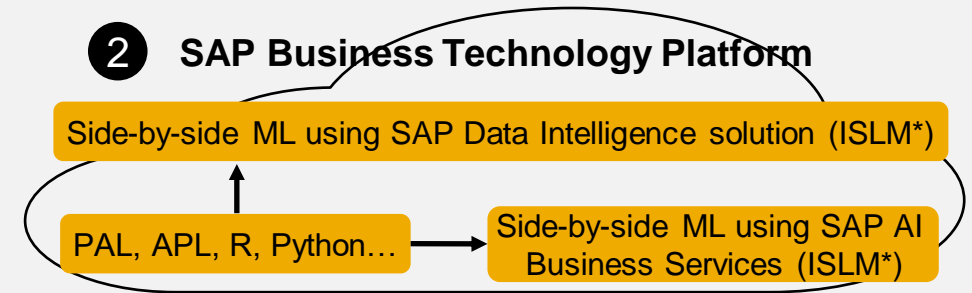 2 SAP Business Technology Platform
Side-by-side ML using SAP Data Intelligence solution (ISLM*)
PAL, APL, R, Python…
Side-by-side ML using SAP AI
Business Services (ISLM*)